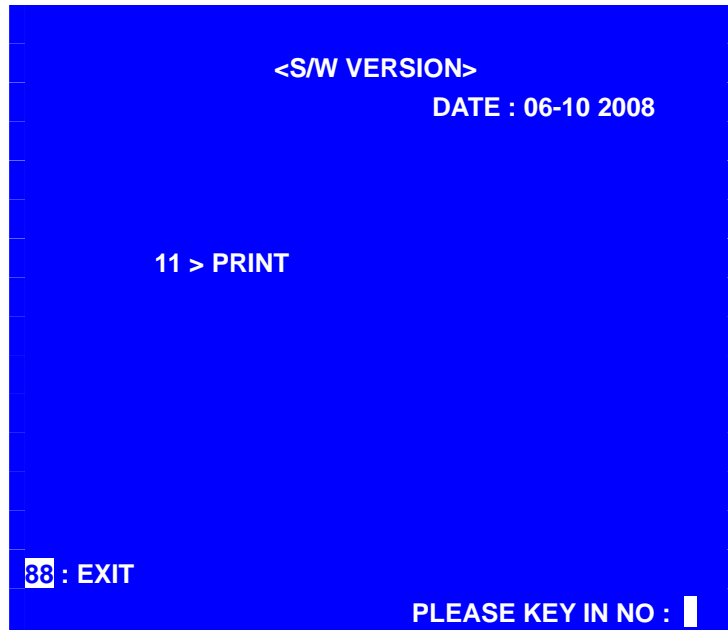 <S/W VERSION>
DATE : 06-10 2008
11 > PRINT
88 : EXIT
PLEASE KEY IN NO :